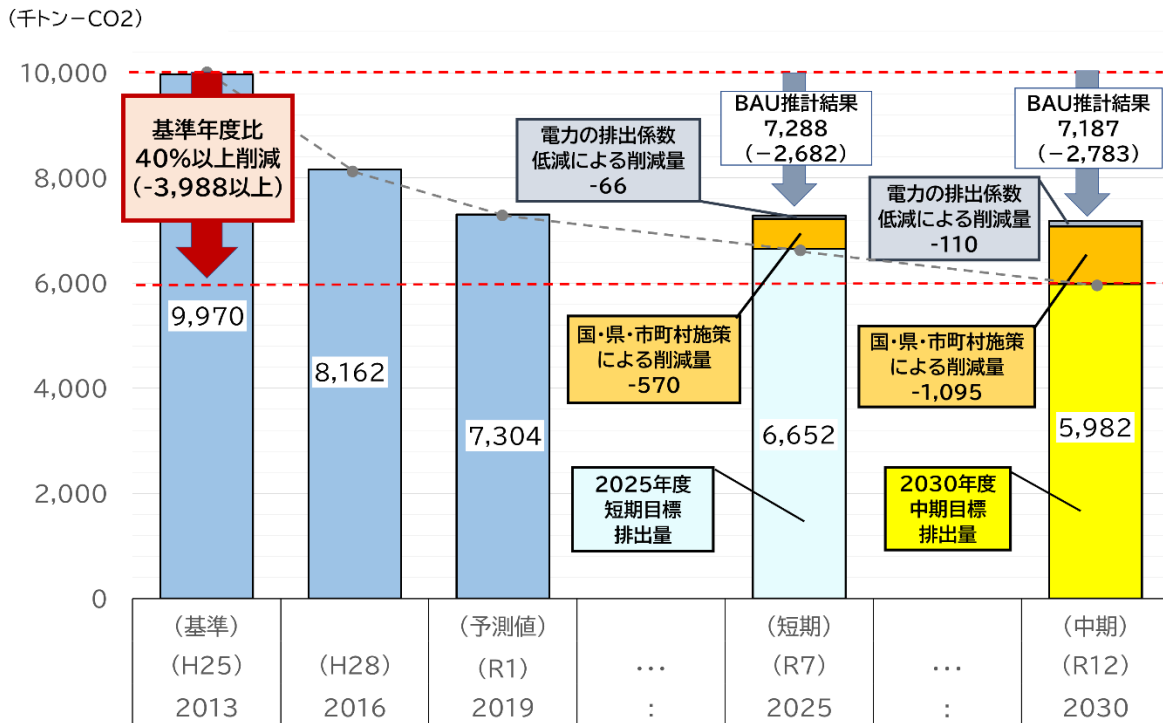 (千トン－CO2)
10,000
8,000
6,000
4,000
2,000
0
基準年度比
40%以上削減
(-3,988以上)
9,970
8,162
7,304
電力の排出係数
低減による削減量
-66
BAU推計結果
7,288
(－2,682)
国・県・市町村施策
による削減量
-570
6,652
2025年度
短期目標
排出量
電力の排出係数
低減による削減量
-110
BAU推計結果
7,187
(－2,783)
国・県・市町村施策
による削減量
-1,095
5,982
2030年度
中期目標
排出量
(基準) (予測値) (短期) (中期)
(H25) (H28) (R1) … (R7) … (R12)
2013 2016 2019 : 2025 : 2030